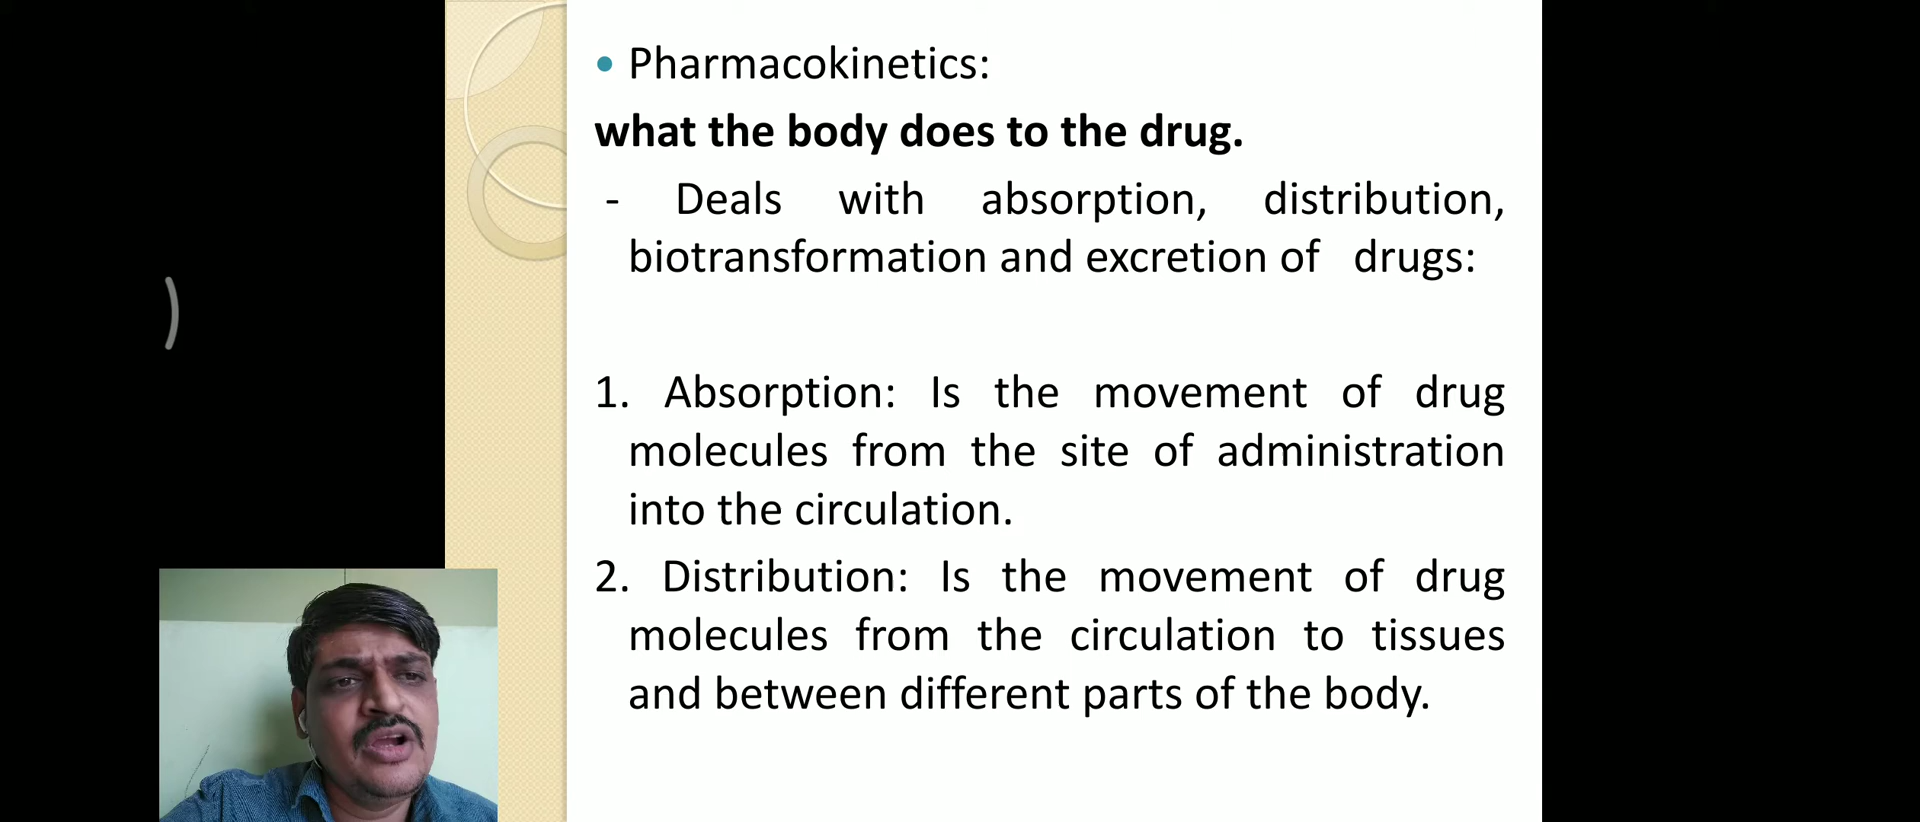 • Pharmacokinetics:
what the body does to the drug.
- Deals with absorption, distribution,
biotransformation and excretion of drugs:
1. Absorption: Is the movement of drug
molecules from the site of administration
into the circulation.
2. Distribution: Is the movement of drug
molecules from the circulation to tissues
and between different parts of the body.